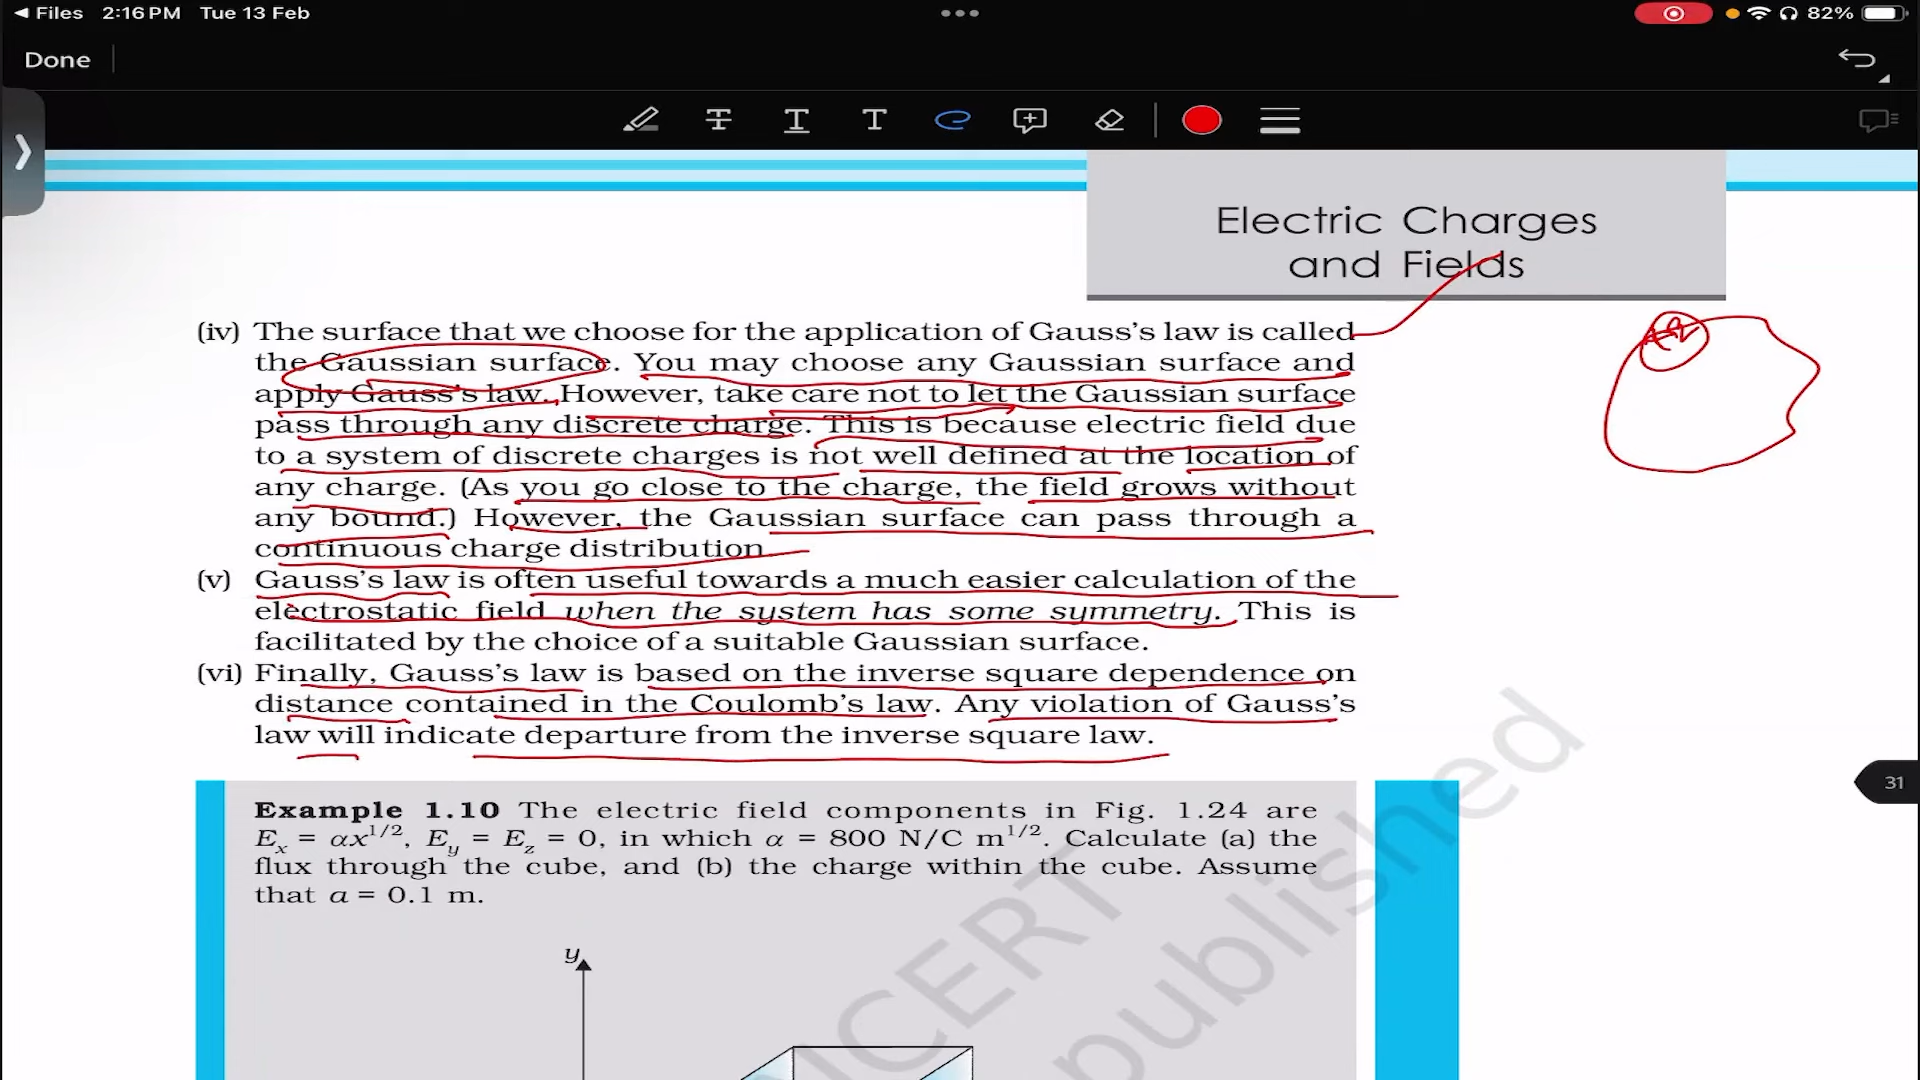 Files 2:16 PM Tue 13 Feb 82%
Done
T T T
Electric Charges
and Fields
(iv) The surface that we choose for the application of Gauss's law is called
the Gaussian surface. You may choose any Gaussian surface and
apply Gauss's law. However, take care not to let the Gaussian surface
pass through any discrete charge. This is because electric field due
to a system of discrete charges is not well defined at the location of
any charge. (As you go close to the charge, the field grows without
any bound.) However, the Gaussian surface can pass through a
continuous charge distribution.
(v) Gauss's law is often useful towards a much easier calculation of the
electrostatic field when the system has some symmetry. This is
facilitated by the choice of a suitable Gaussian surface.
(vi) Finally, Gauss's law is based on the inverse square dependence on
distance contained in the Coulomb's law. Any violation of Gauss's
law will indicate departure from the inverse square law.
31
Example 1.10 The electric field components in Fig. 1.24 are
Eₓ = αx^1/2, E_y = E_z = 0, in which α = 800 N/C m^1/2. Calculate (a) the
flux through the cube, and (b) the charge within the cube. Assume
that a = 0.1 m.
y
NCERT
published